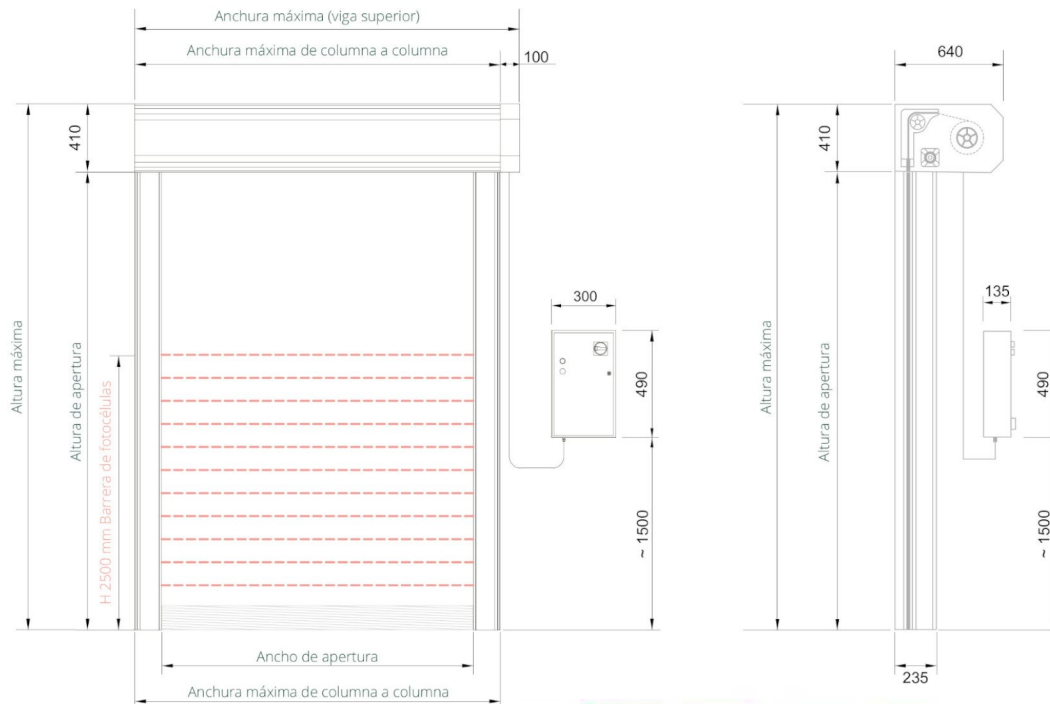 Anchura máxima (viga superior)
Anchura máxima de columna a columna
100
410
Altura máxima
Altura de apertura
H 2500 mm Barrera de fotocélulas
300
490
~ 1500
Ancho de apertura
Anchura máxima de columna a columna
640
410
Altura máxima
Altura de apertura
135
490
~ 1500
235